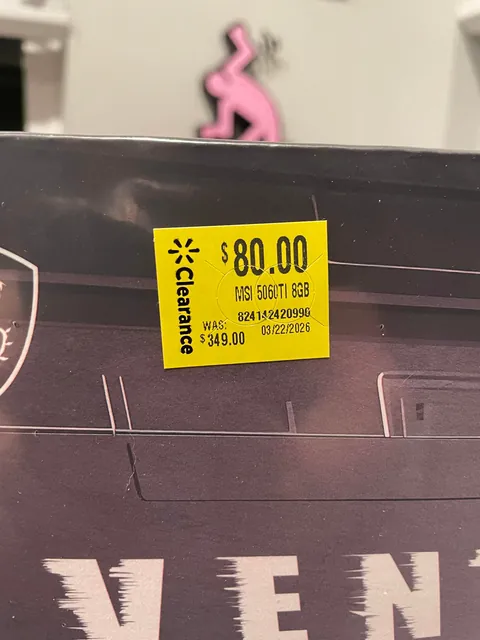 Clearance
$80.00
MSI 5060TI 8GB
824142420990
WAS: 03/22/2026
$349.00
VEN